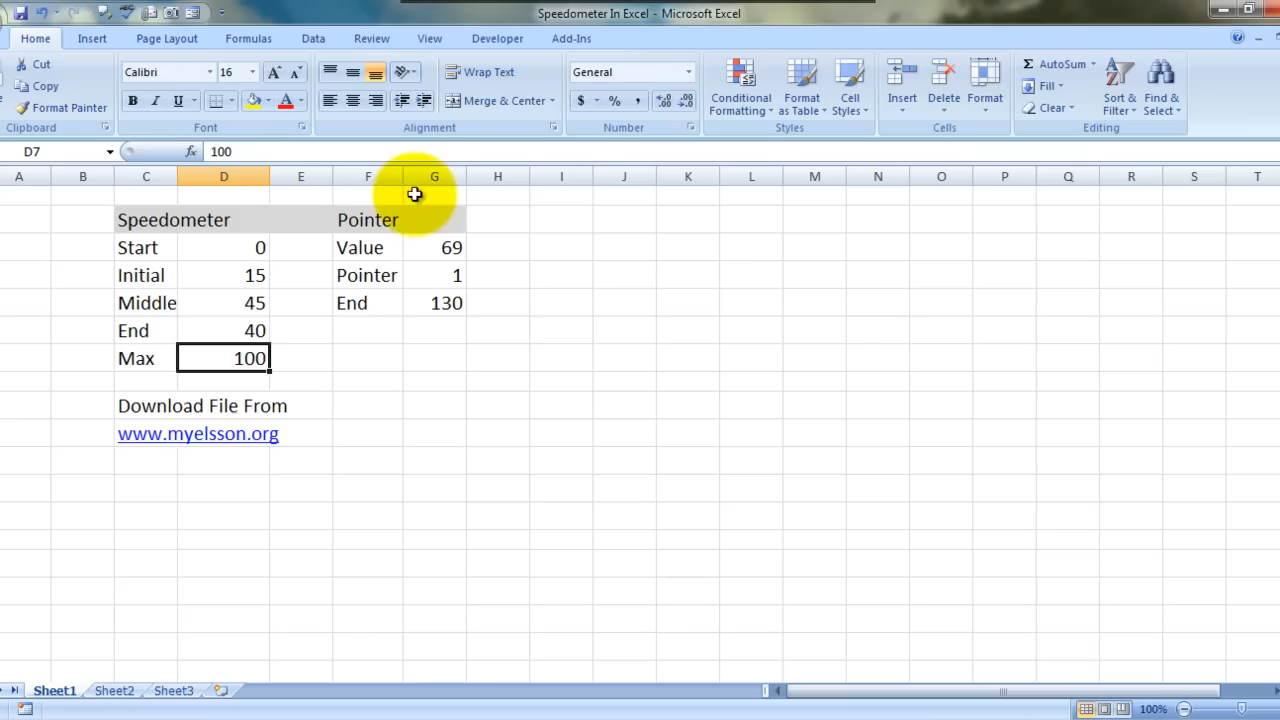 Speedometer In Excel - Microsoft Excel
Home Insert Page Layout Formulas Data Review View Developer Add-Ins
Cut
Copy
Format Painter
Clipboard
Calibri 16
B I U A
Font
Wrap Text
Merge & Center
Alignment
General
$ % ,
Number
Conditional Formatting
Format as Table
Cell Styles
Styles
Insert Delete Format
Cells
AutoSum
Fill
Clear
Sort & Filter
Find & Select
Editing
D7 fx 100
A B C D E F G H I J K L M N O P Q R S T
Speedometer Pointer
Start 0 Value 69
Initial 15 Pointer 1
Middle 45 End 130
End 40
Max 100
Download File From
www.myelsson.org
Sheet1 Sheet2 Sheet3
100%